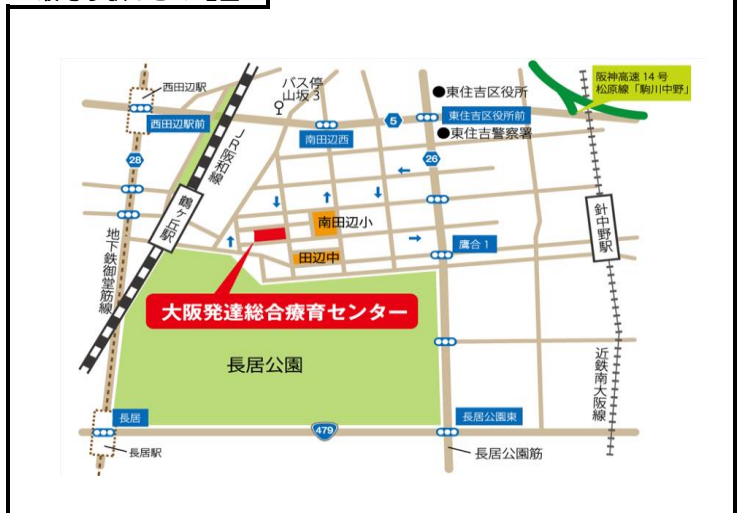 西田辺駅
バス停
山坂3
東住吉区役所
阪神高速14号
松原線「駒川中野」
西田辺駅前
南田辺西
5
東住吉区役所前
東住吉警察署
28
JR阪和線
26
鶴ヶ丘駅
南田辺小
針中野駅
地下鉄御堂筋線
田辺中
鷹合1
大阪発達総合療育センター
長居公園
近鉄南大阪線
長居
長居公園東
479
長居駅
長居公園筋